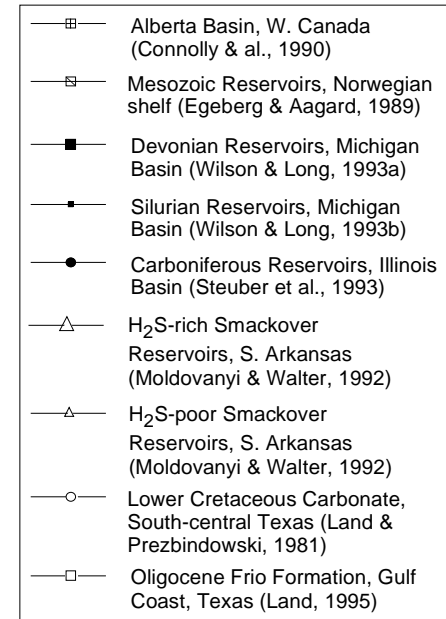 Alberta Basin, W. Canada
(Connolly & al., 1990)
Mesozoic Reservoirs, Norwegian
shelf (Egeberg & Aagard, 1989)
Devonian Reservoirs, Michigan
Basin (Wilson & Long, 1993a)
Silurian Reservoirs, Michigan
Basin (Wilson & Long, 1993b)
Carboniferous Reservoirs, Illinois
Basin (Steuber et al., 1993)
H₂S-rich Smackover
Reservoirs, S. Arkansas
(Moldovanyi & Walter, 1992)
H₂S-poor Smackover
Reservoirs, S. Arkansas
(Moldovanyi & Walter, 1992)
Lower Cretaceous Carbonate,
South-central Texas (Land &
Prezbindowski, 1981)
Oligocene Frio Formation, Gulf
Coast, Texas (Land, 1995)